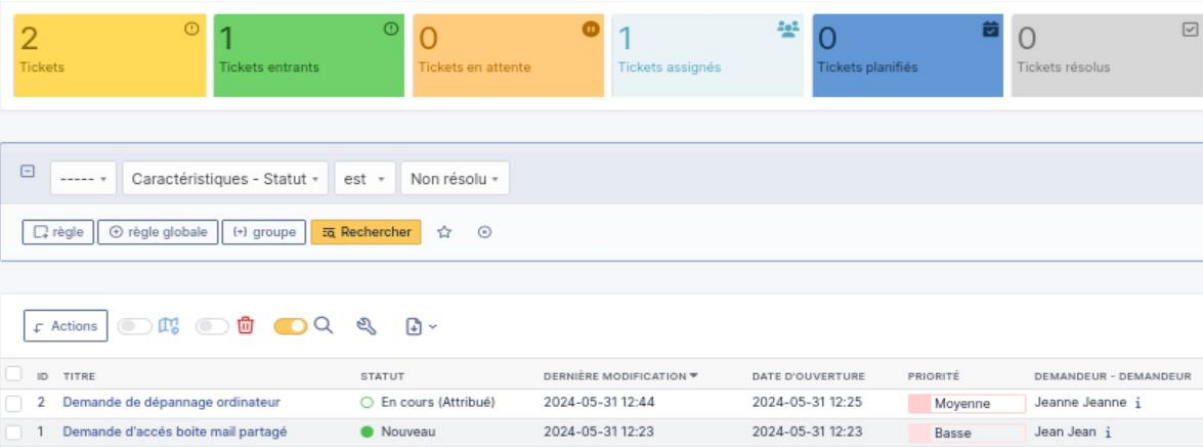 2 1 0 1 0 0
Tickets Tickets entrants Tickets en attente Tickets assignés Tickets planifiés Tickets résolus
----- Caractéristiques - Statut est Non résolu
règle règle globale (+) groupe Rechercher
Actions
ID TITRE STATUT DERNIÈRE MODIFICATION DATE D'OUVERTURE PRIORITÉ DEMANDEUR - DEMANDEUR
2 Demande de dépannage ordinateur En cours (Attribué) 2024-05-31 12:44 2024-05-31 12:25 Moyenne Jeanne Jeanne i
1 Demande d'accés boite mail partagé Nouveau 2024-05-31 12:23 2024-05-31 12:23 Basse Jean Jean i